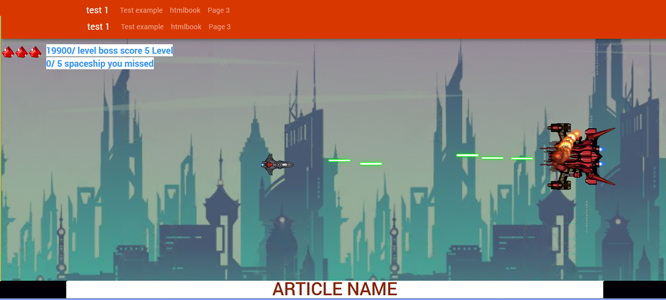 test 1 Test example htmlbook Page 3
test 1 Test example htmlbook Page 3
19900/ level boss score 5 Level
0/ 5 spaceship you missed
ARTICLE NAME